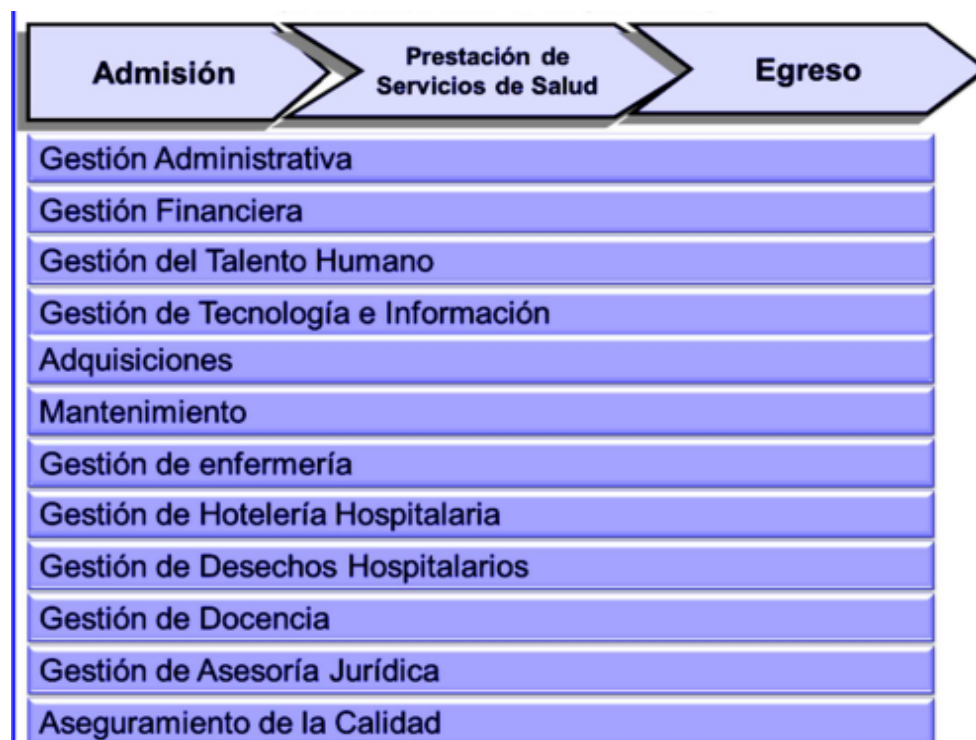 Admisión
Prestación de
Servicios de Salud
Egreso
Gestión Administrativa
Gestión Financiera
Gestión del Talento Humano
Gestión de Tecnología e Información
Adquisiciones
Mantenimiento
Gestión de enfermería
Gestión de Hotelería Hospitalaria
Gestión de Desechos Hospitalarios
Gestión de Docencia
Gestión de Asesoría Jurídica
Aseguramiento de la Calidad